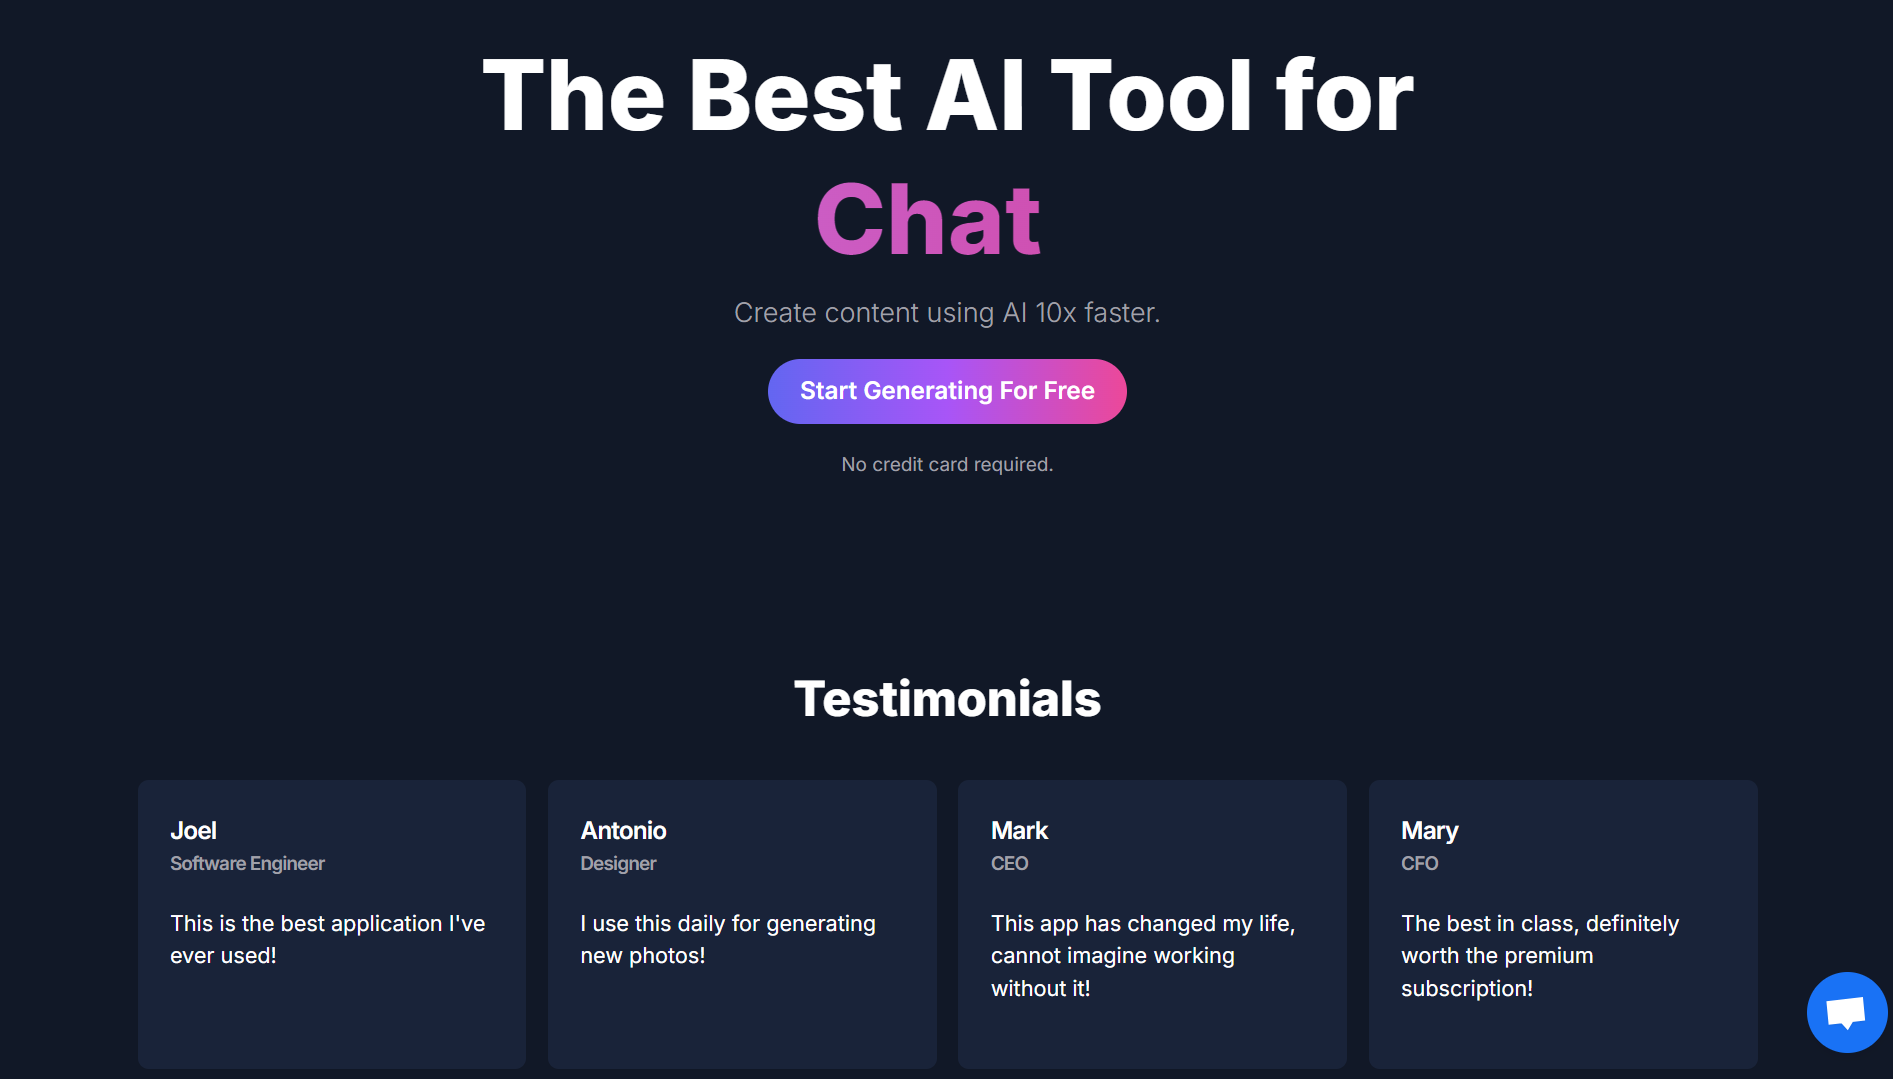 The Best AI Tool for
Chat
Create content using AI 10x faster.
Start Generating For Free
No credit card required.
Testimonials
Joel
Software Engineer
This is the best application I've
ever used!
Antonio
Designer
I use this daily for generating
new photos!
Mark
CEO
This app has changed my life,
cannot imagine working
without it!
Mary
CFO
The best in class, definitely
worth the premium
subscription!